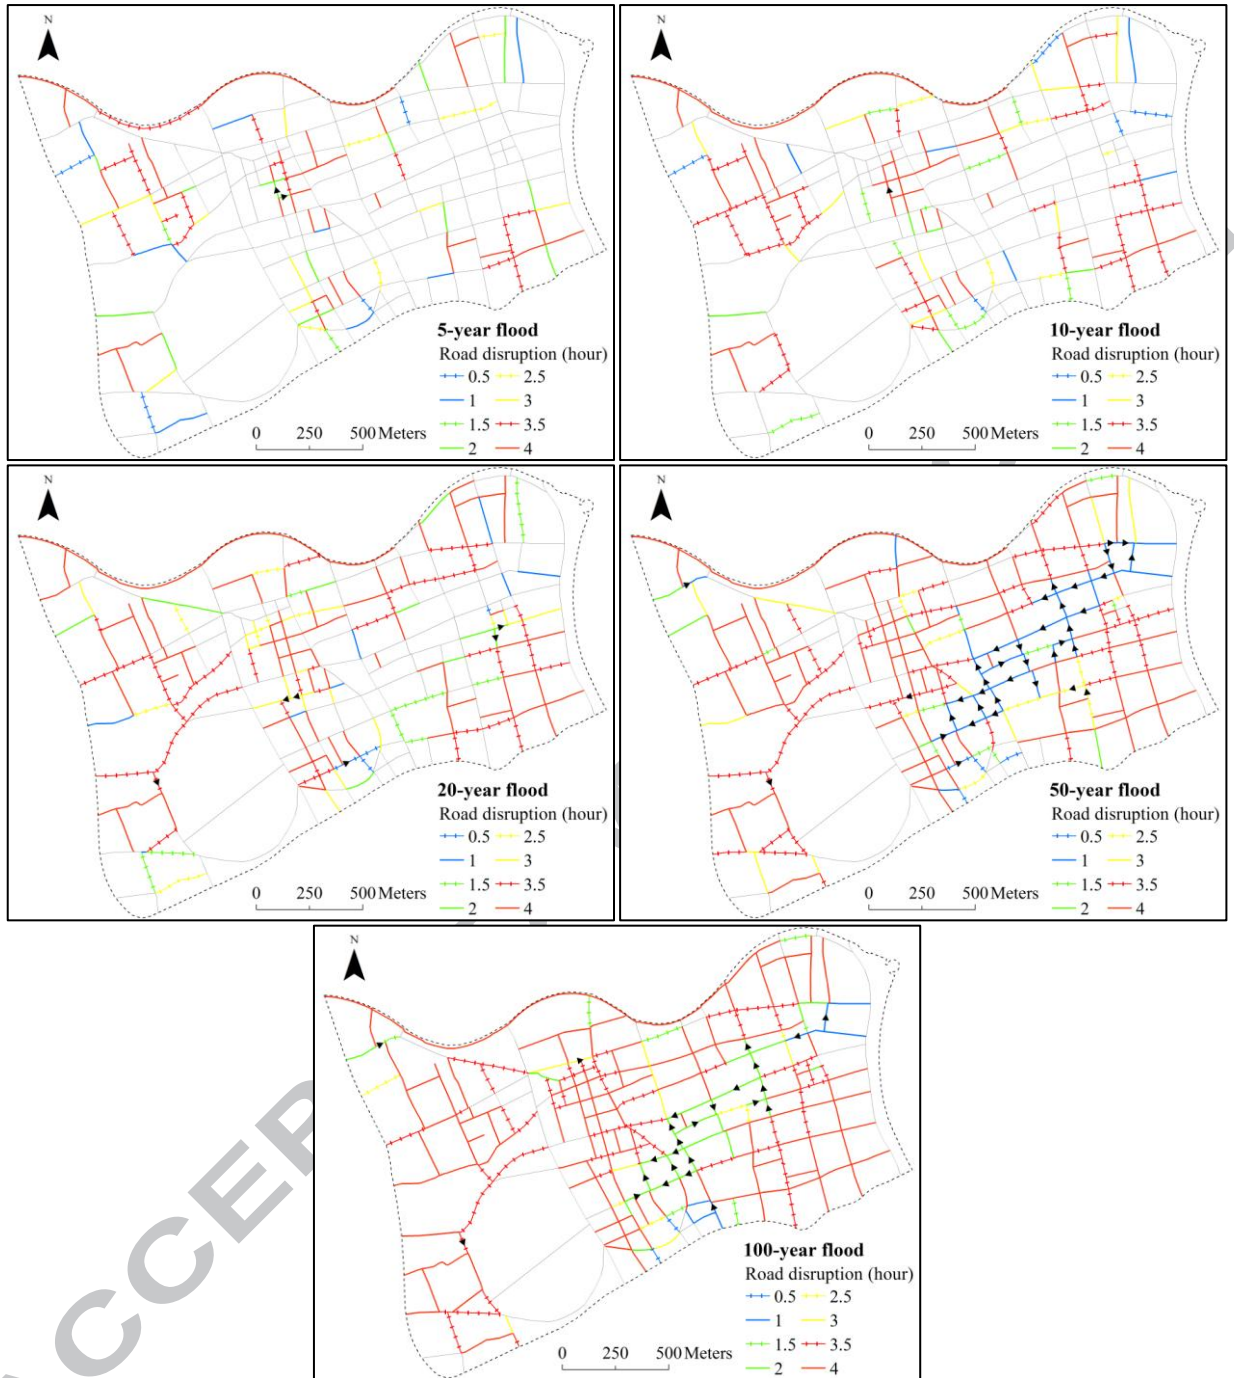 N
5-year flood
Road disruption (hour)
0.5 2.5
1 3
1.5 3.5
2 4
0 250 500 Meters
N
10-year flood
Road disruption (hour)
0.5 2.5
1 3
1.5 3.5
2 4
0 250 500 Meters
N
20-year flood
Road disruption (hour)
0.5 2.5
1 3
1.5 3.5
2 4
0 250 500 Meters
N
50-year flood
Road disruption (hour)
0.5 2.5
1 3
1.5 3.5
2 4
0 250 500 Meters
N
100-year flood
Road disruption (hour)
0.5 2.5
1 3
1.5 3.5
2 4
0 250 500 Meters
CCEP